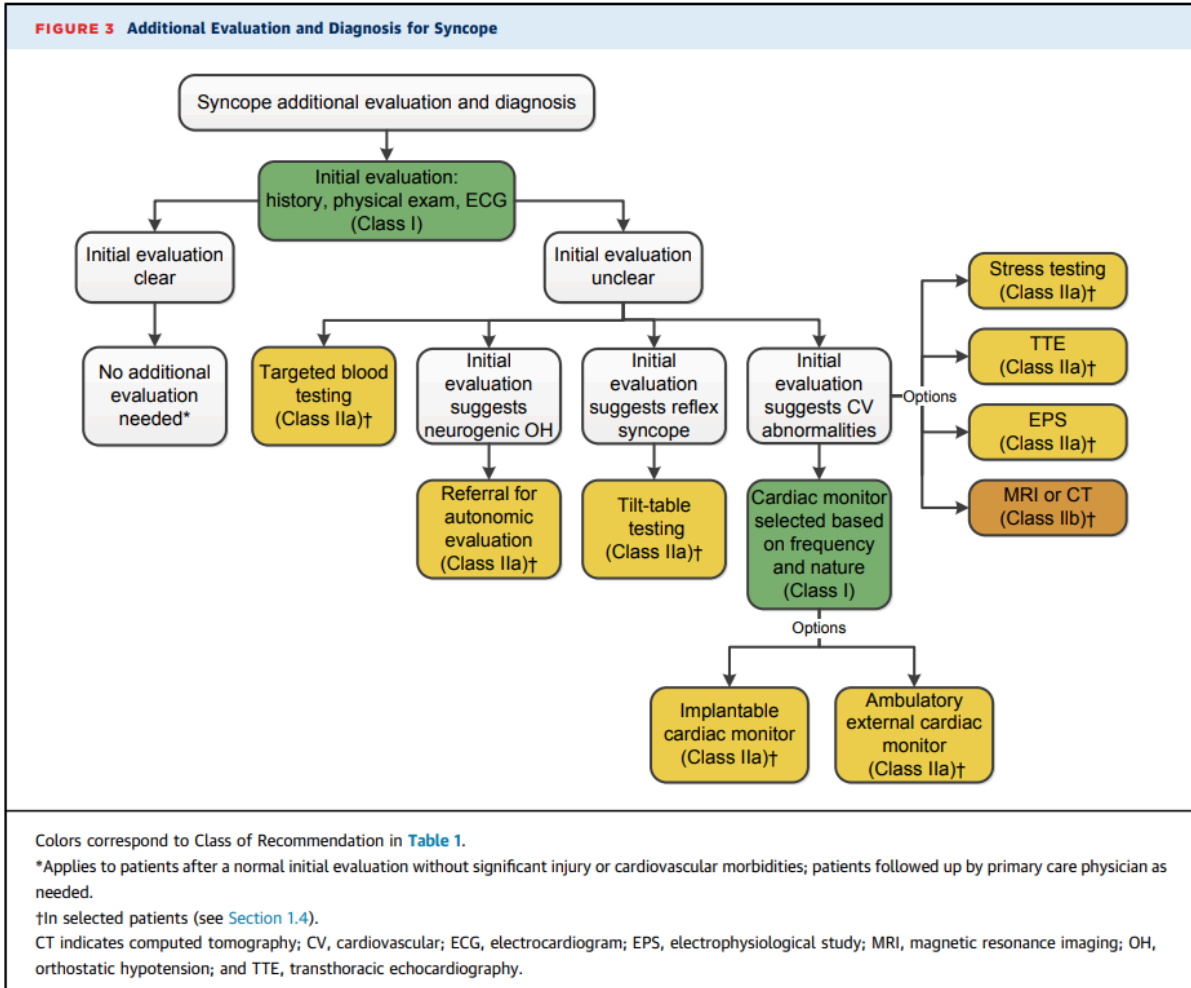 FIGURE 3 Additional Evaluation and Diagnosis for Syncope
Syncope additional evaluation and diagnosis
Initial evaluation:
history, physical exam, ECG
(Class I)
Initial evaluation
clear
Initial evaluation
unclear
No additional
evaluation
needed*
Targeted blood
testing
(Class IIa)†
Initial
evaluation
suggests
neurogenic OH
Initial
evaluation
suggests reflex
syncope
Initial
evaluation
suggests CV
abnormalities
Options
Stress testing
(Class IIa)†
TTE
(Class IIa)†
EPS
(Class IIa)†
MRI or CT
(Class IIb)†
Referral for
autonomic
evaluation
(Class IIa)†
Tilt-table
testing
(Class IIa)†
Cardiac monitor
selected based
on frequency
and nature
(Class I)
Options
Implantable
cardiac monitor
(Class IIa)†
Ambulatory
external cardiac
monitor
(Class IIa)†
Colors correspond to Class of Recommendation in Table 1.
*Applies to patients after a normal initial evaluation without significant injury or cardiovascular morbidities; patients followed up by primary care physician as
needed.
†In selected patients (see Section 1.4).
CT indicates computed tomography; CV, cardiovascular; ECG, electrocardiogram; EPS, electrophysiological study; MRI, magnetic resonance imaging; OH,
orthostatic hypotension; and TTE, transthoracic echocardiography.